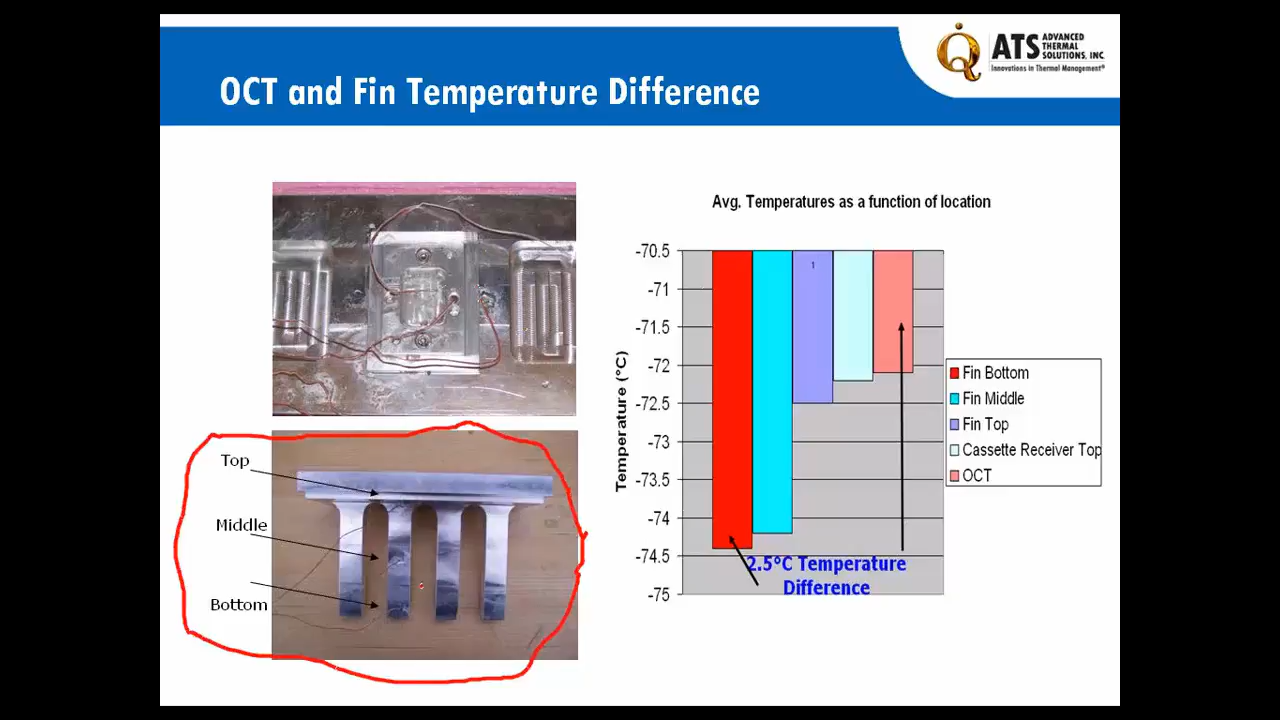 OCT and Fin Temperature Difference
ATS ADVANCED
THERMAL
SOLUTIONS, INC.
Innovations in Thermal Management®
Top
Middle
Bottom
Avg. Temperatures as a function of location
Temperature (°C)
-70.5
-71
-71.5
-72
-72.5
-73
-73.5
-74
-74.5
-75
1
2.5°C Temperature
Difference
Fin Bottom
Fin Middle
Fin Top
Cassette Receiver Top
OCT